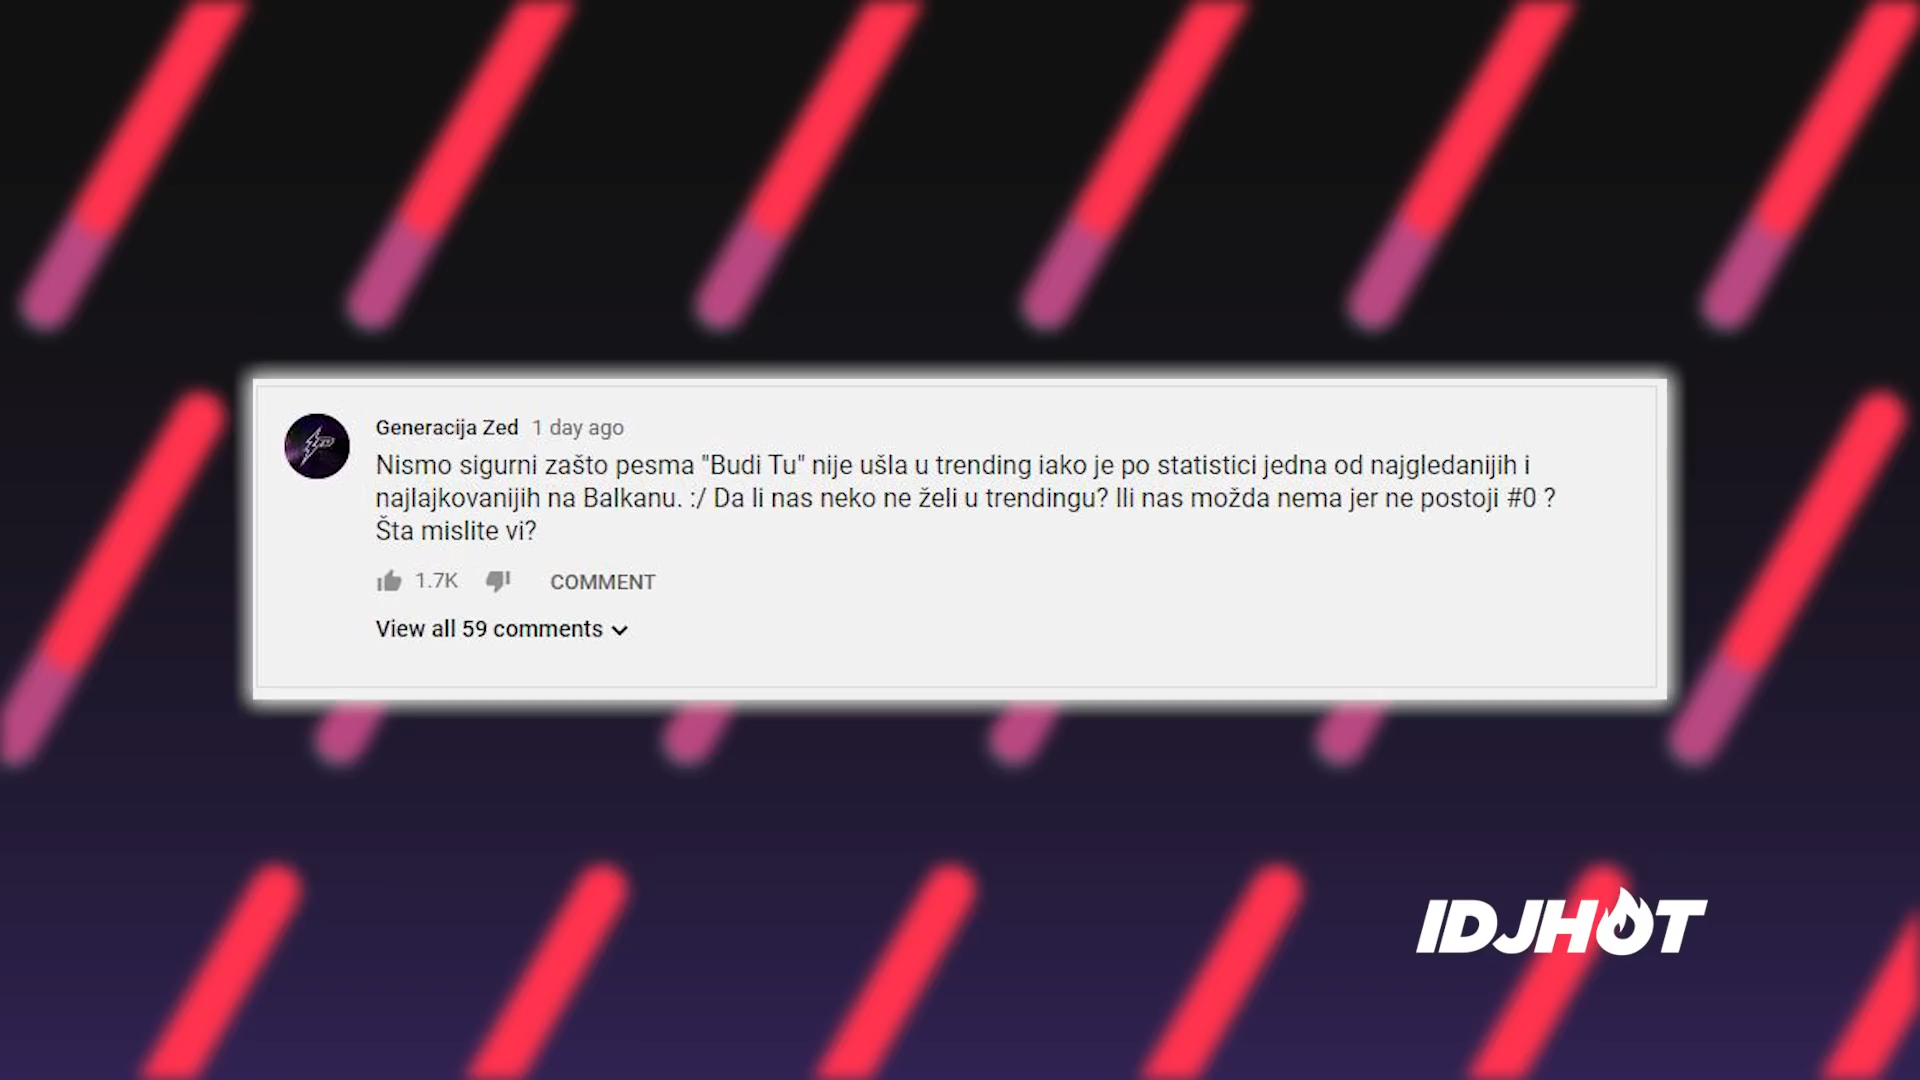 Generacija Zed 1 day ago
Nismo sigurni zašto pesma "Budi Tu" nije ušla u trending iako je po statistici jedna od najgledanijih i
najlajkovanijih na Balkanu. :/ Da li nas neko ne želi u trendingu? Ili nas možda nema jer ne postoji #0 ?
Šta mislite vi?
1.7K COMMENT
View all 59 comments
IDJHOT